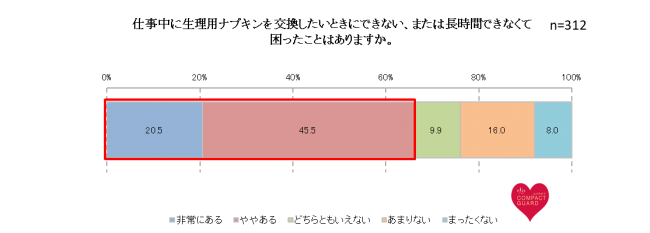 仕事中に生理用ナプキンを交換したいときにできない、または長時間できなくて
困ったことはありますか。
n=312
0% 20% 40% 60% 80% 100%
20.5 45.5 9.9 16.0 8.0
非常にある ややある どちらともいえない あまりない まったくない
COMPACT
GUARD